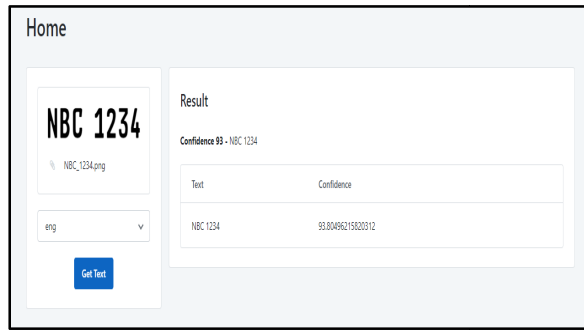 Home
NBC 1234
NBC_1234.png
eng
Get Text
Result
Confidence 93 - NBC 1234
Text Confidence
NBC 1234 93.80496215820312